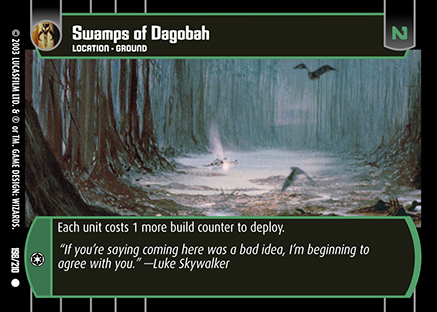 Swamps of Dagobah
LOCATION - GROUND
N
Each unit costs 1 more build counter to deploy.
“If you’re saying coming here was a bad idea, I’m beginning to
agree with you.” —Luke Skywalker
© 2003 LUCASFILM LTD. & ® or TM. GAME DESIGN: WIZARDS.
198/210